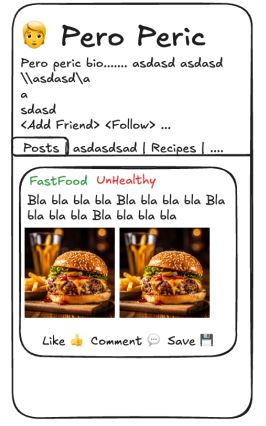 Pero Peric
Pero peric bio....... asdasd asdasd
\\asdasd\a
a
sdasd
<Add Friend> <Follow> ...
Posts | asdasdsad | Recipes | ....
FastFood UnHealthy
Bla bla bla bla Bla bla bla bla Bla
bla bla bla Bla bla bla bla
Like 👍 Comment 💬 Save 💾